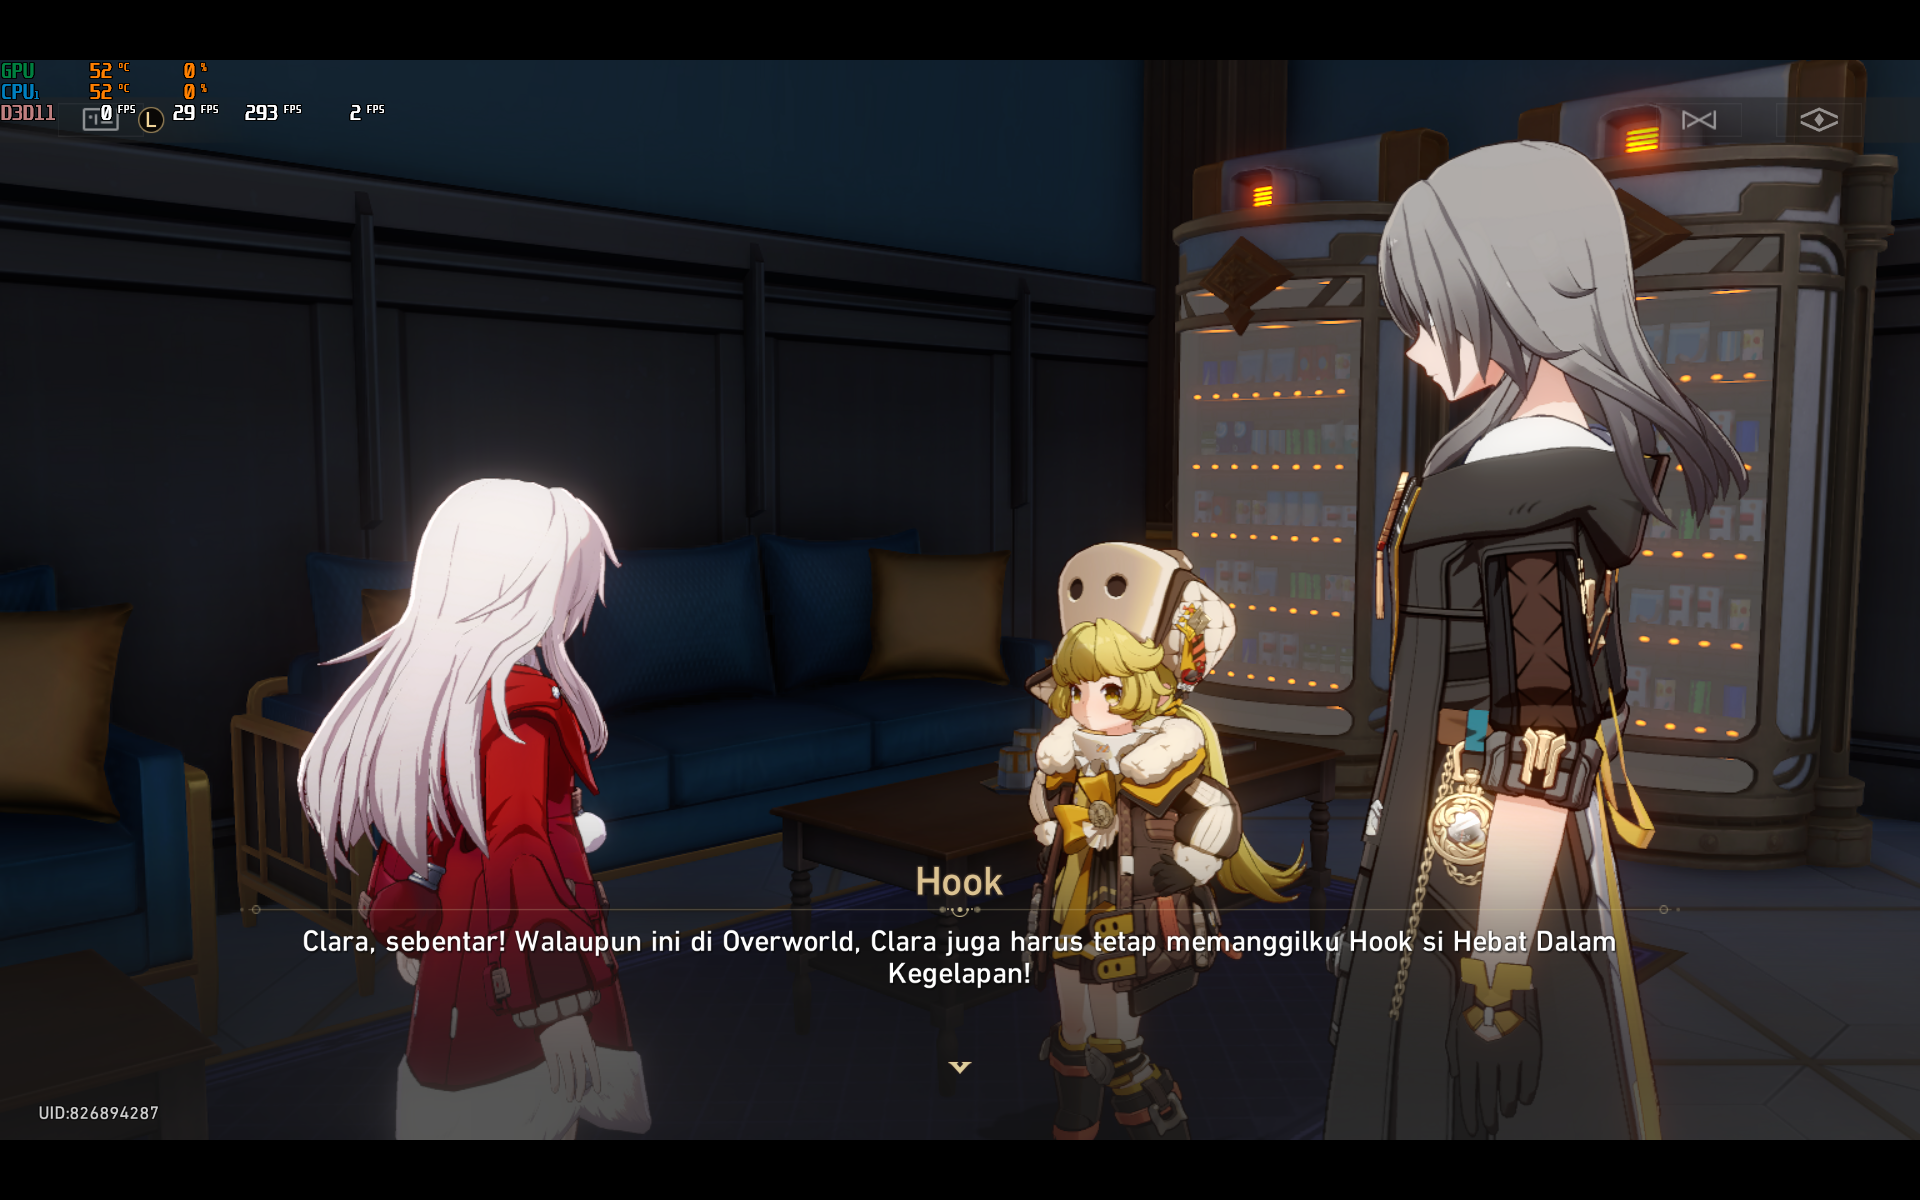 GPU 52 °C 0 %
CPU1 52 °C 0 %
D3D11 0 FPS 29 FPS 293 FPS 2 FPS
L
Hook
Clara, sebentar! Walaupun ini di Overworld, Clara juga harus tetap memanggilku Hook si Hebat Dalam
Kegelapan!
UID:826894287